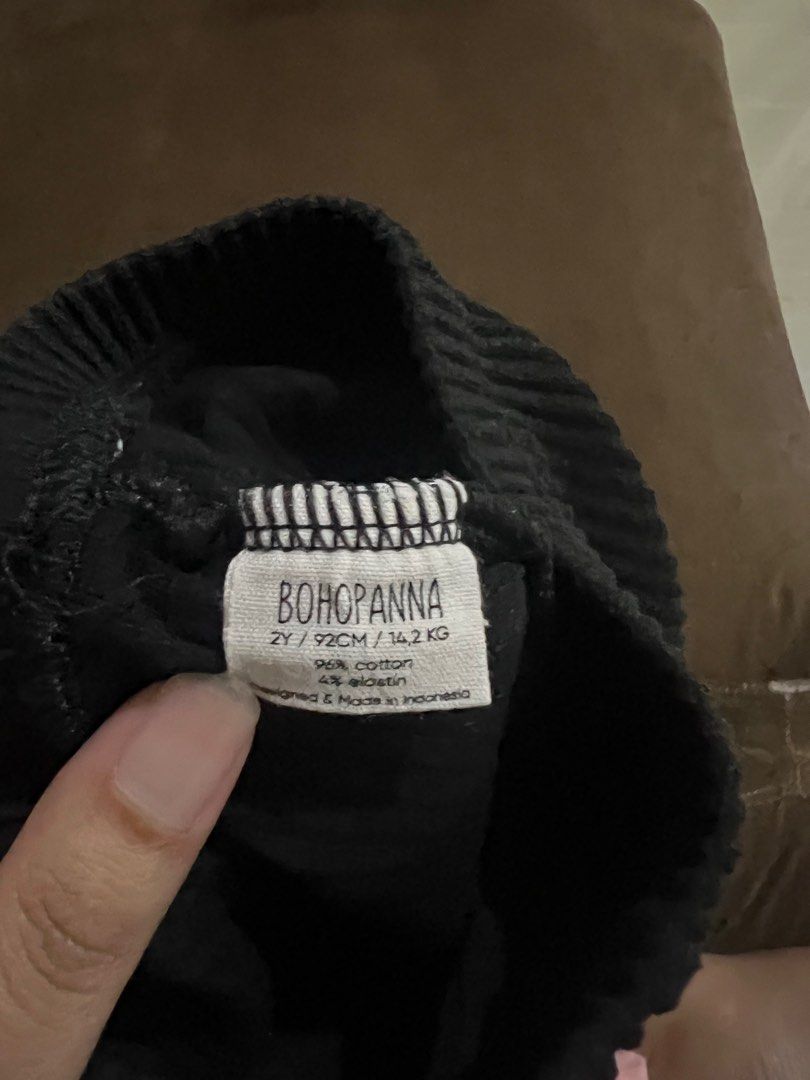 BOHOPANNA
2Y / 92CM / 14,2 KG
96% cotton
4% elastin
& Made in Indonesia